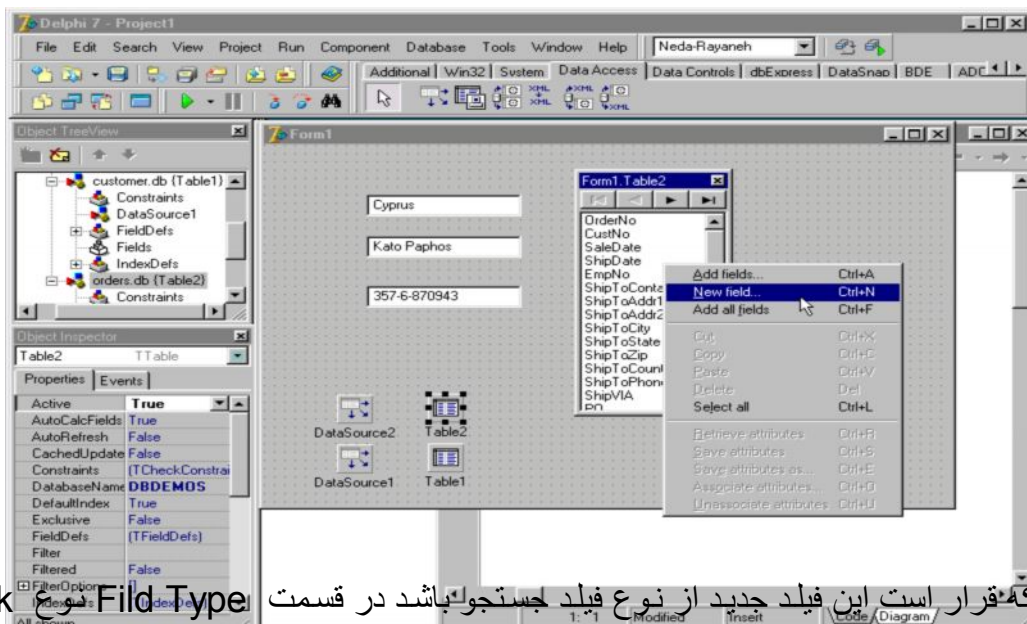 Delphi 7 - Project1
File Edit Search View Project Run Component Database Tools Window Help
Neda-Rayaneh
Additional Win32 System Data Access Data Controls dbExpress DataSnap BDE
Object TreeView
customer.db (Table1)
Constraints
DataSource1
FieldDefs
Fields
IndexDefs
orders.db (Table2)
Constraints
Object Inspector
Table2 TTable
Properties Events
Active True
AutoCalcFields True
AutoRefresh False
CachedUpdate False
Constraints (TCheckConstrai
DatabaseName DBDEMOS
DefaultIndex True
Exclusive False
FieldDefs (TFieldDefs)
Filter
Filtered False
FilterOptions []
IndexDefs
All shown
Form1
Cyprus
Kato Paphos
357-6-870943
DataSource2 Table2
DataSource1 Table1
Form1.Table2
OrderNo
CustNo
SaleDate
ShipDate
EmpNo
ShipToConta
ShipToAddr1
ShipToAddr2
ShipToCity
ShipToState
ShipToZip
ShipToCount
ShipToPhon
ShipVIA
PO
Add fields... Ctrl+A
New field... Ctrl+N
Add all fields Ctrl+F
Cut Ctrl+X
Copy Ctrl+C
Paste Ctrl+V
Delete Del
Select all Ctrl+L
Retrieve attributes Ctrl+R
Save attributes Ctrl+S
Save attributes as... Ctrl+E
Associate attributes... Ctrl+O
Unassociate attributes Ctrl+U
قرار است این فیلد جدید از نوع فیلد جستجو باشد در قسمت Fild Type نوع
Modified Insert Code Diagram